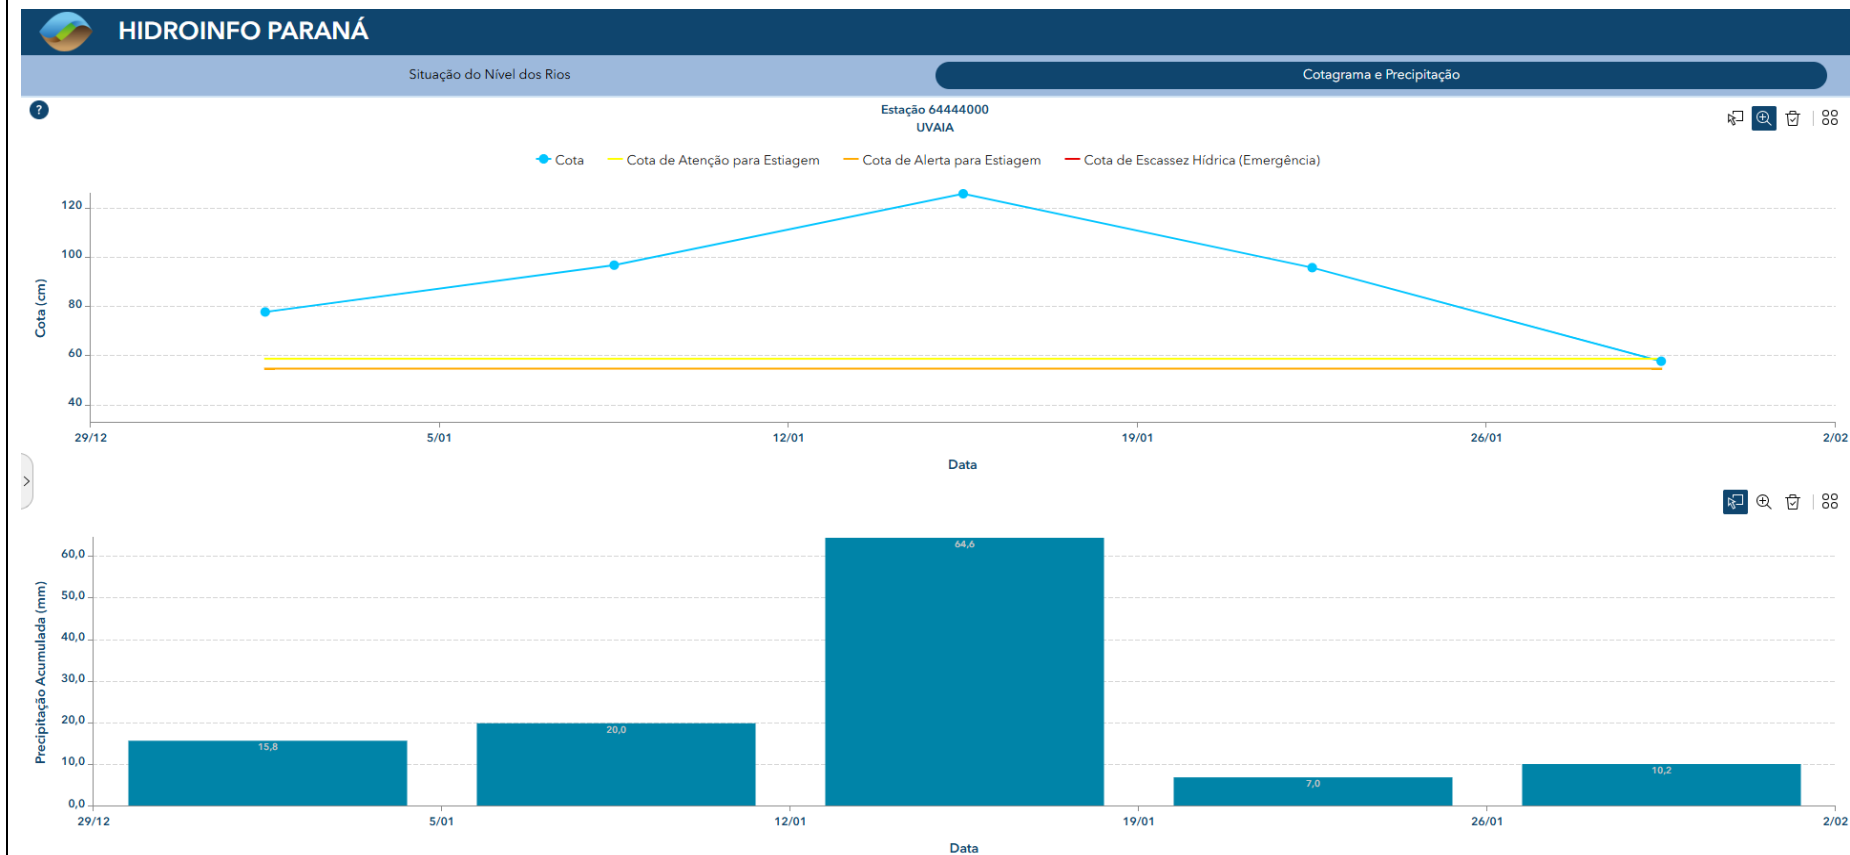 HIDROINFO PARANÁ
Situação do Nível dos Rios
Cotagrama e Precipitação
?
Estação 64444000
UVAIA
Cota
Cota de Atenção para Estiagem
Cota de Alerta para Estiagem
Cota de Escassez Hídrica (Emergência)
Cota (cm)
120
100
80
60
40
29/12
5/01
12/01
19/01
26/01
2/02
Data
Precipitação Acumulada (mm)
60,0
50,0
40,0
30,0
20,0
10,0
0,0
15,8
20,0
64,6
7,0
10,2
29/12
5/01
12/01
19/01
26/01
2/02
Data